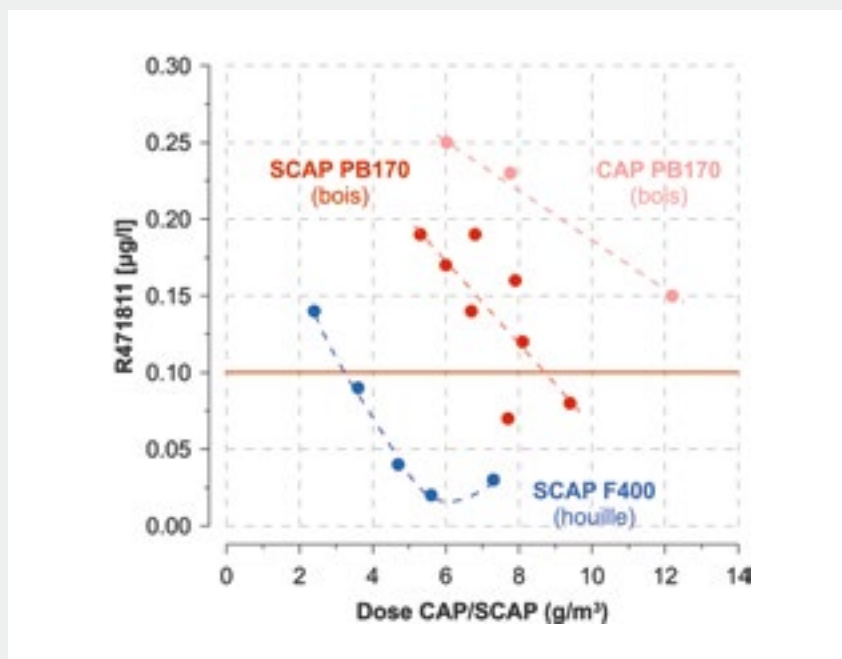 0.30
0.25
0.20
0.15
0.10
0.05
0.00
R471811 [µg/l]
SCAP PB170
(bois)
CAP PB170
(bois)
SCAP F400
(houille)
0 2 4 6 8 10 12 14
Dose CAP/SCAP (g/m³)